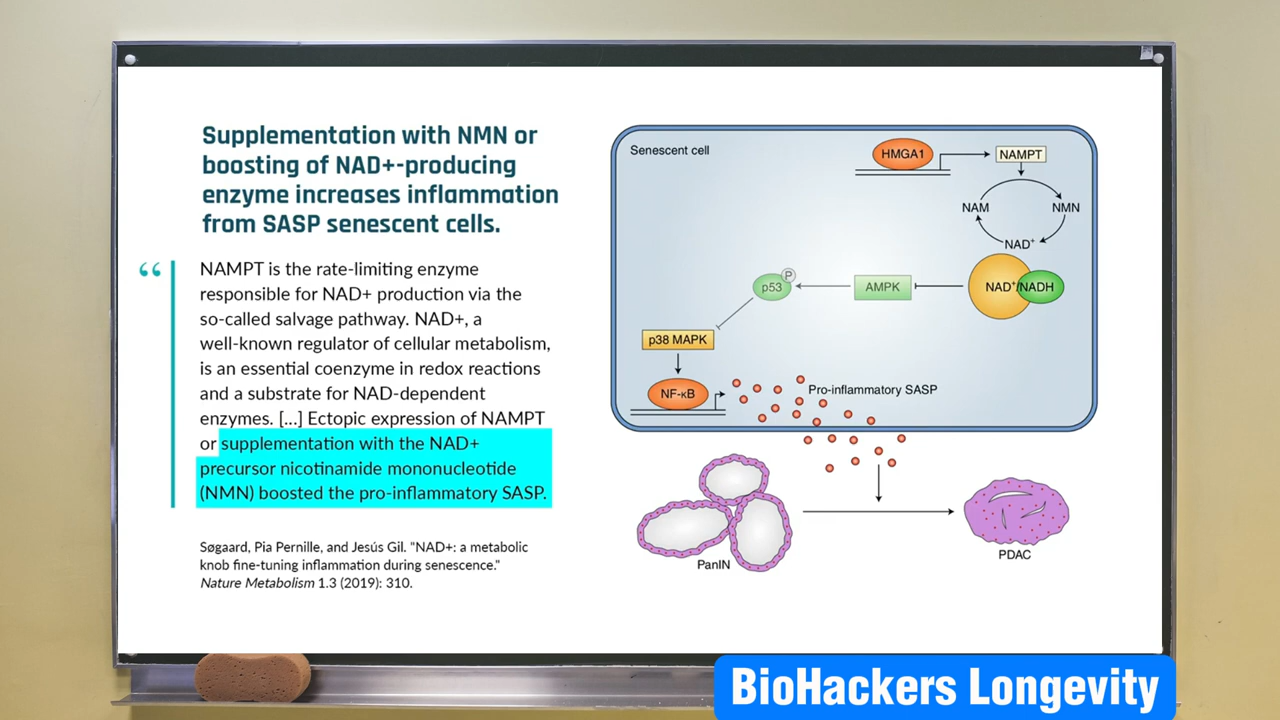 Supplementation with NMN or
boosting of NAD+-producing
enzyme increases inflammation
from SASP senescent cells.
“
NAMPT is the rate-limiting enzyme
responsible for NAD+ production via the
so-called salvage pathway. NAD+, a
well-known regulator of cellular metabolism,
is an essential coenzyme in redox reactions
and a substrate for NAD-dependent
enzymes. [...] Ectopic expression of NAMPT
or supplementation with the NAD+
precursor nicotinamide mononucleotide
(NMN) boosted the pro-inflammatory SASP.
Søgaard, Pia Pernille, and Jesús Gil. "NAD+: a metabolic
knob fine-tuning inflammation during senescence."
Nature Metabolism 1.3 (2019): 310.
Senescent cell
HMGA1
NAMPT
NAM
NMN
NAD⁺
NAD⁺/NADH
AMPK
P
p53
p38 MAPK
NF-κB
Pro-inflammatory SASP
PanIN
PDAC
BioHackers Longevity